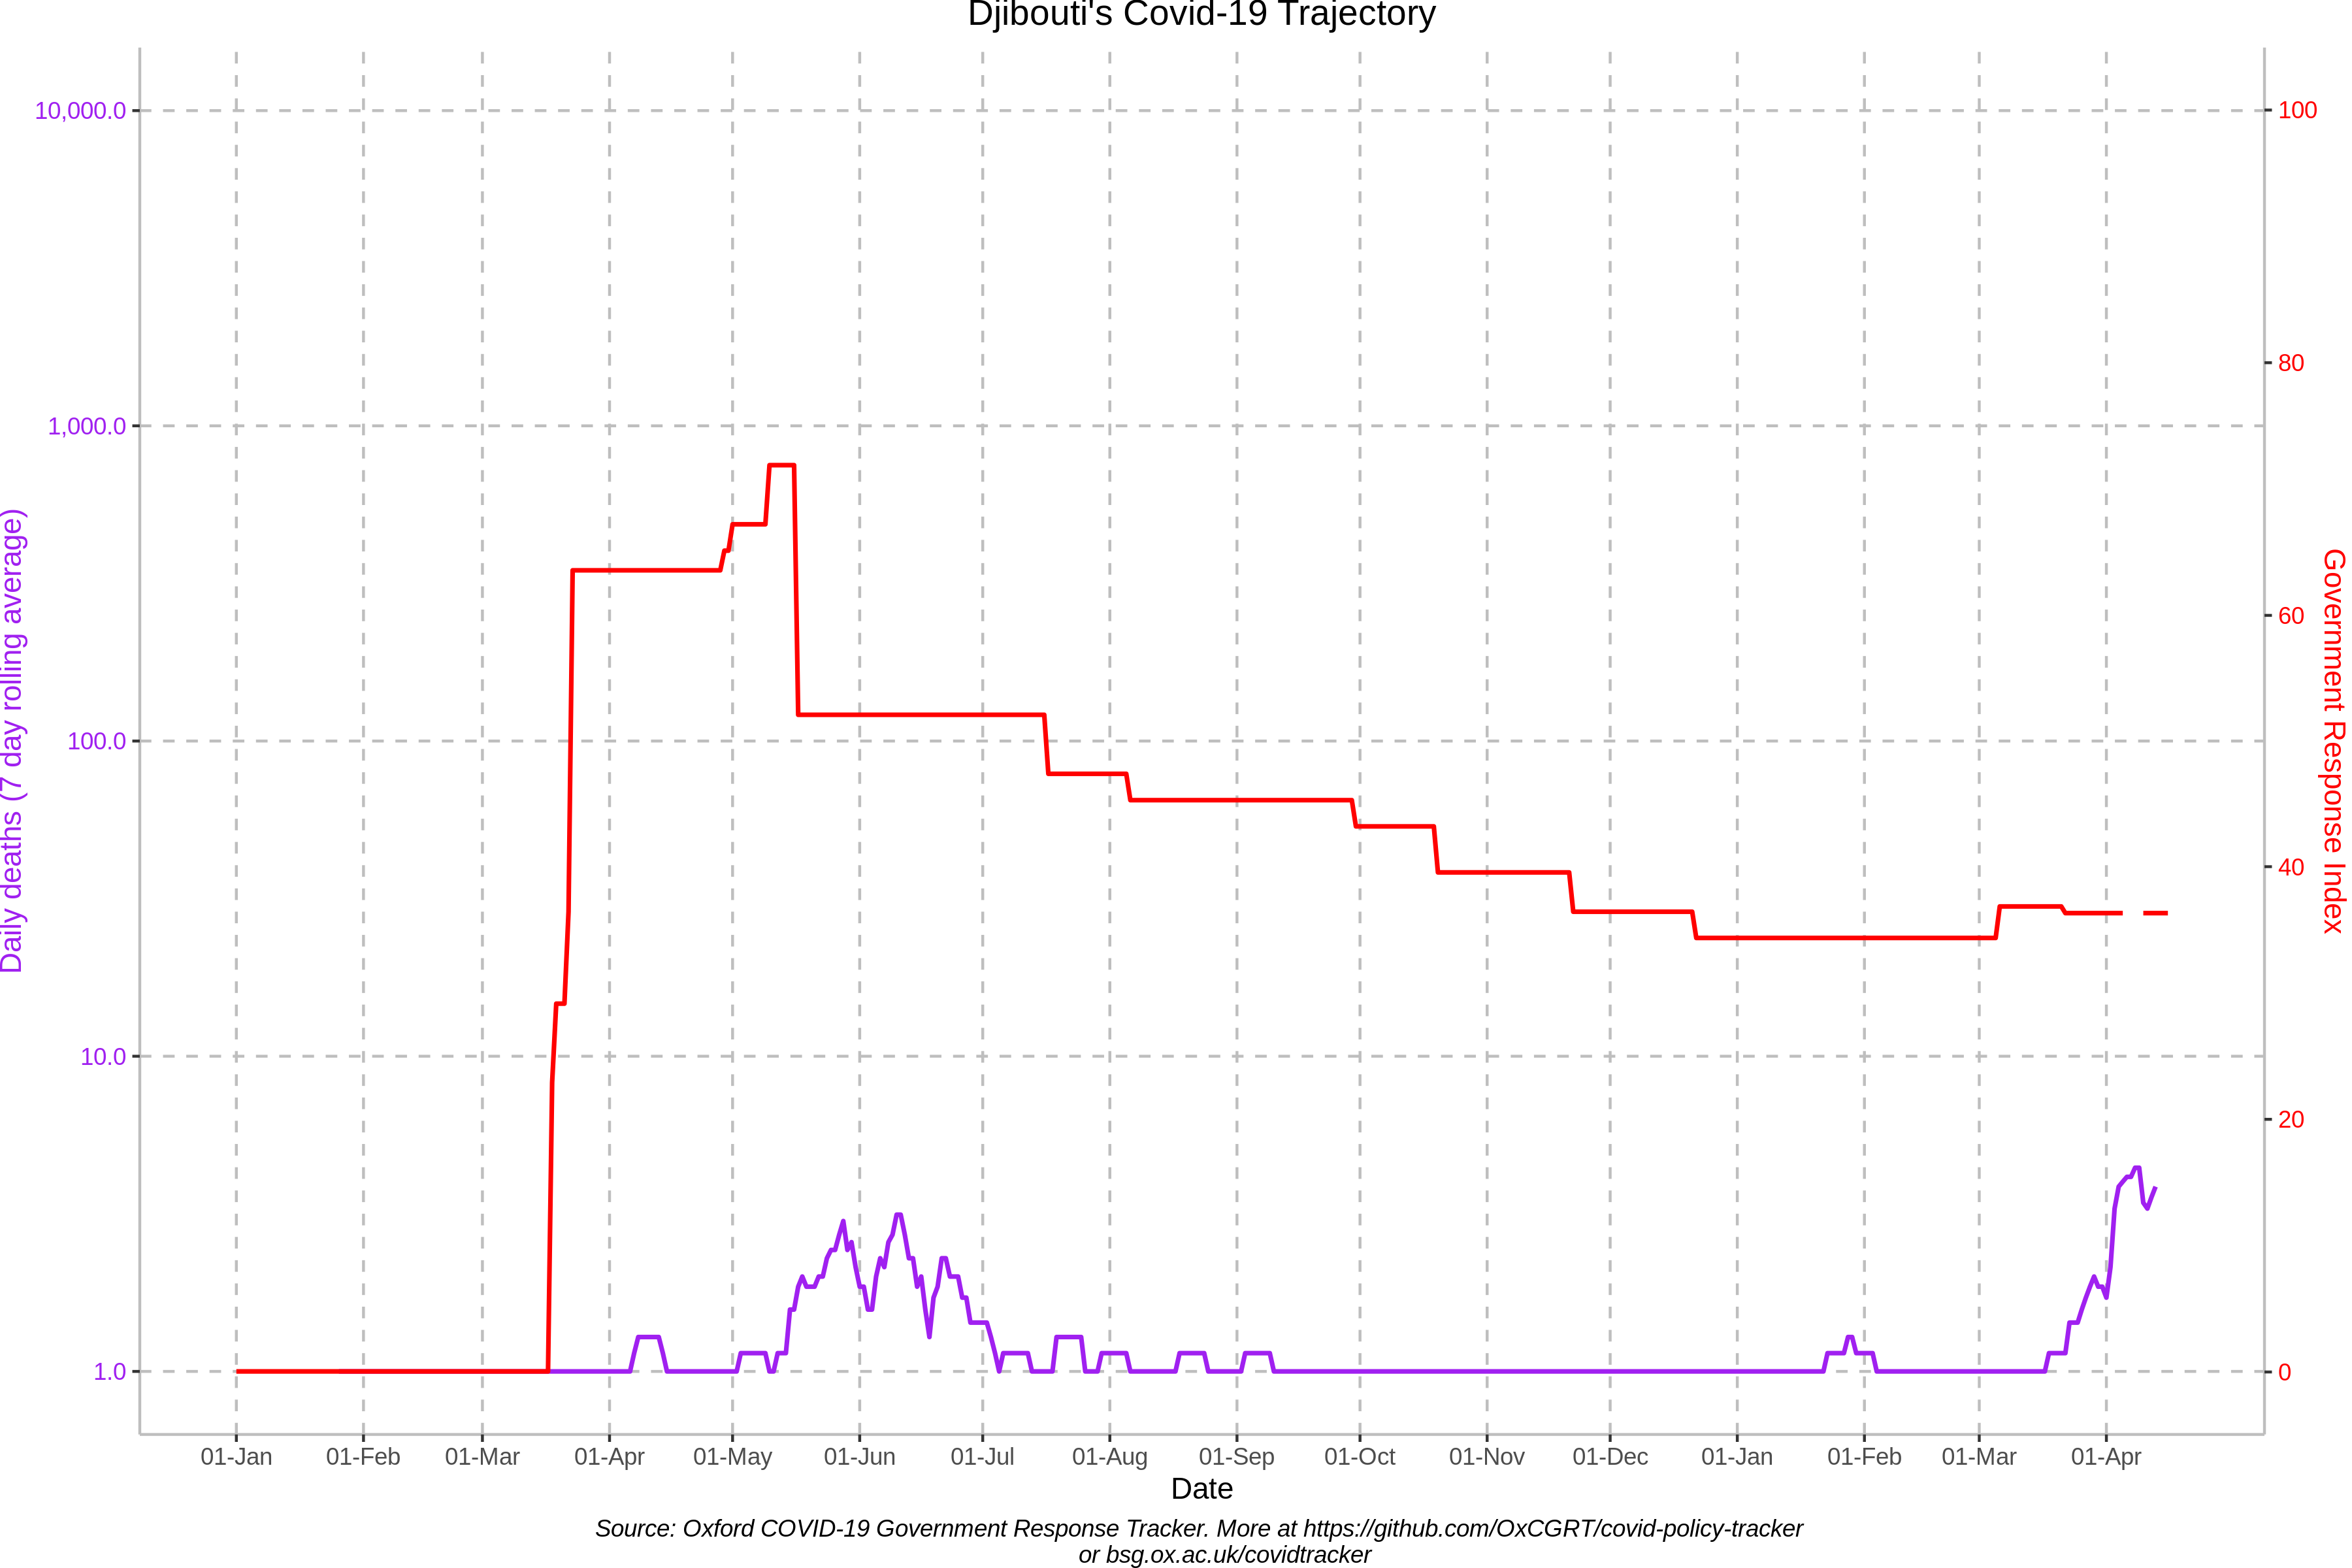 Djibouti's Covid-19 Trajectory
10,000.0
1,000.0
100.0
10.0
1.0
Daily deaths (7 day rolling average)
100
80
60
40
20
0
Government Response Index
01-Jan 01-Feb 01-Mar 01-Apr 01-May 01-Jun 01-Jul 01-Aug 01-Sep 01-Oct 01-Nov 01-Dec 01-Jan 01-Feb 01-Mar 01-Apr
Date
Source: Oxford COVID-19 Government Response Tracker. More at https://github.com/OxCGRT/covid-policy-tracker
or bsg.ox.ac.uk/covidtracker